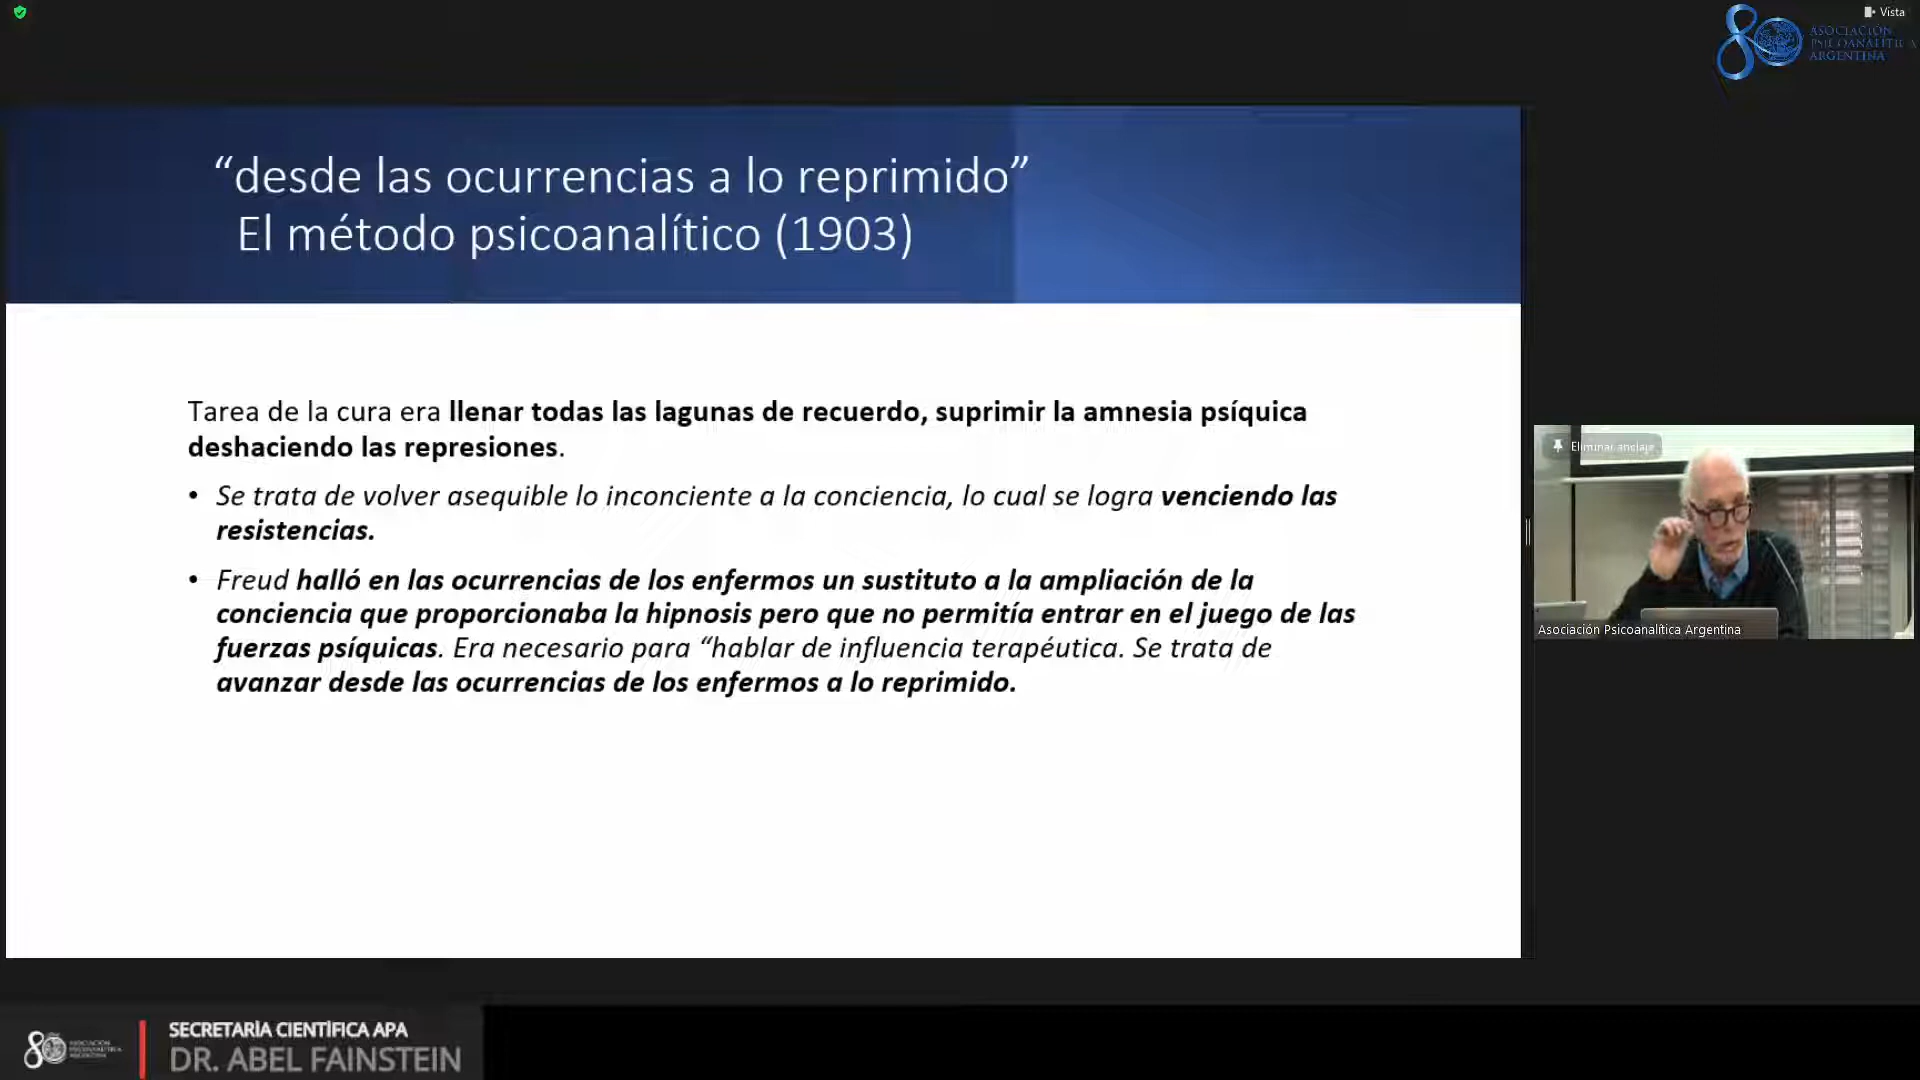 Vista
ASOCIACIÓN
PSICOANALÍTICA
ARGENTINA
“desde las ocurrencias a lo reprimido”
El método psicoanalítico (1903)
Tarea de la cura era llenar todas las lagunas de recuerdo, suprimir la amnesia psíquica
deshaciendo las represiones.
• Se trata de volver asequible lo inconciente a la conciencia, lo cual se logra venciendo las
resistencias.
• Freud halló en las ocurrencias de los enfermos un sustituto a la ampliación de la
conciencia que proporcionaba la hipnosis pero que no permitía entrar en el juego de las
fuerzas psíquicas. Era necesario para “hablar de influencia terapéutica. Se trata de
avanzar desde las ocurrencias de los enfermos a lo reprimido.
Eliminar anclaje
Asociación Psicoanalítica Argentina
ASOCIACIÓN
PSICOANALÍTICA
ARGENTINA
SECRETARÍA CIENTÍFICA APA
DR. ABEL FAINSTEIN